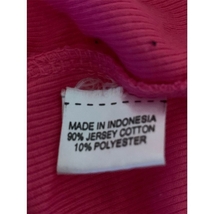 MADE IN INDONESIA
90% JERSEY COTTON
10% POLYESTER